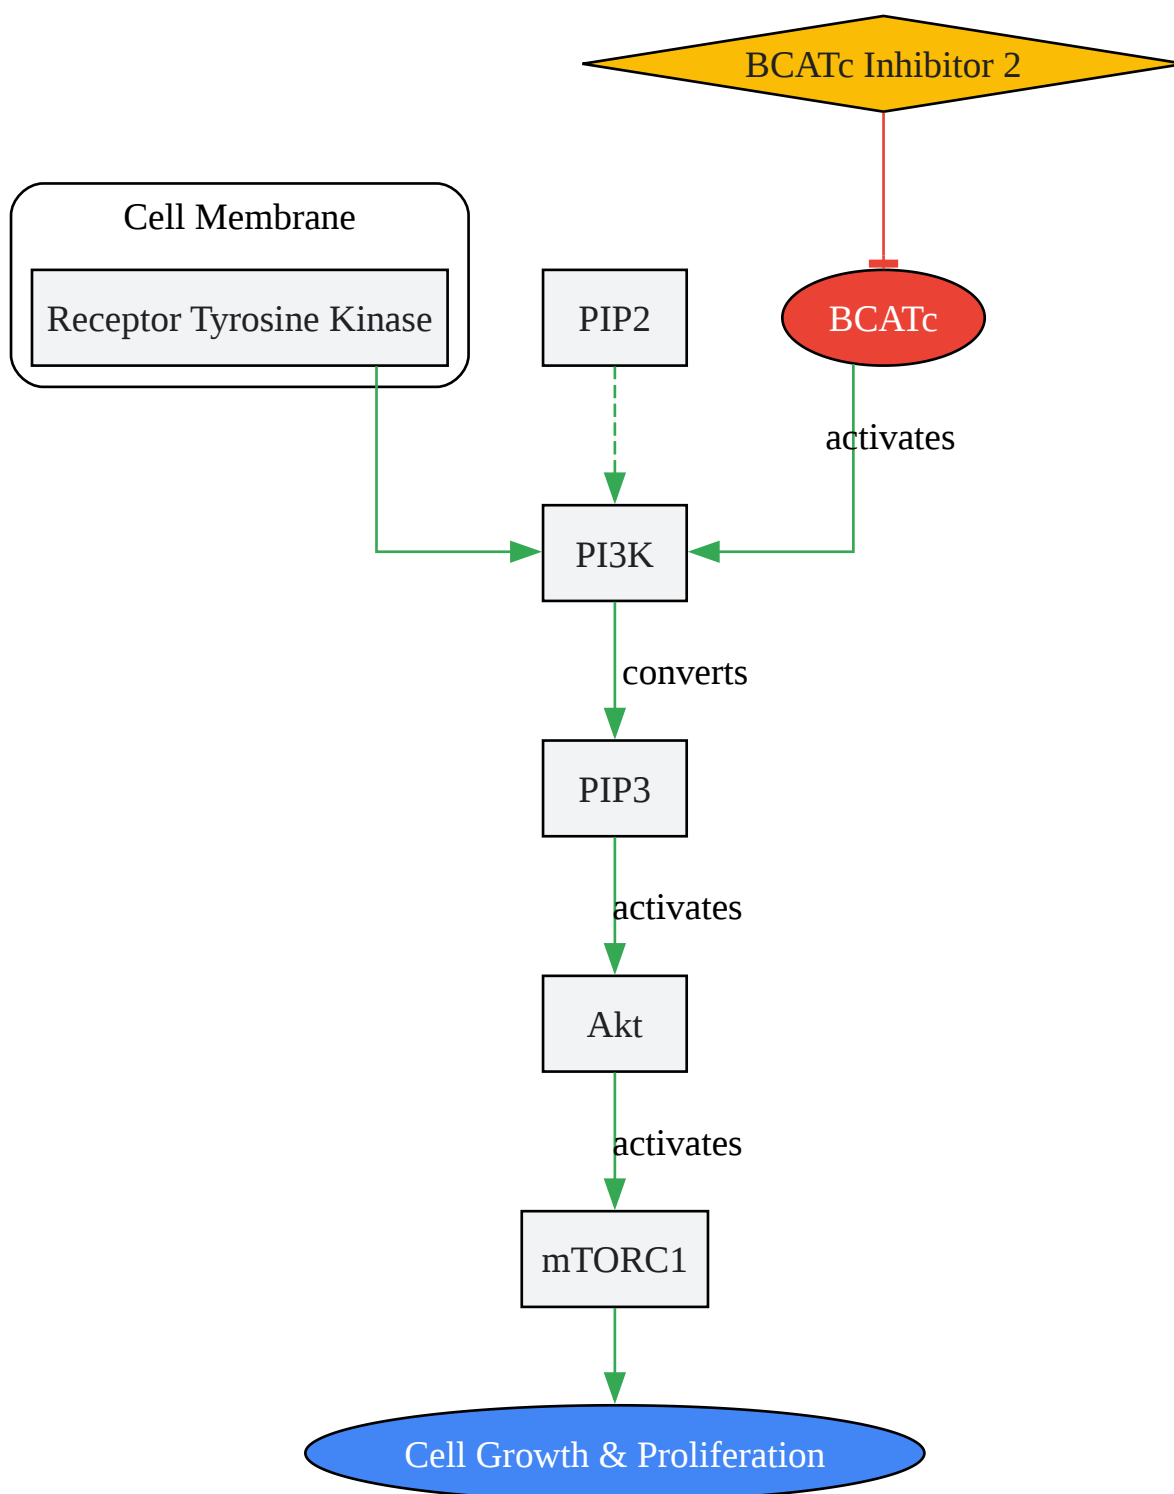 BCATc Inhibitor 2
Cell Membrane
Receptor Tyrosine Kinase
PIP2
BCATc
activates
PI3K
converts
PIP3
activates
Akt
activates
mTORC1
Cell Growth & Proliferation